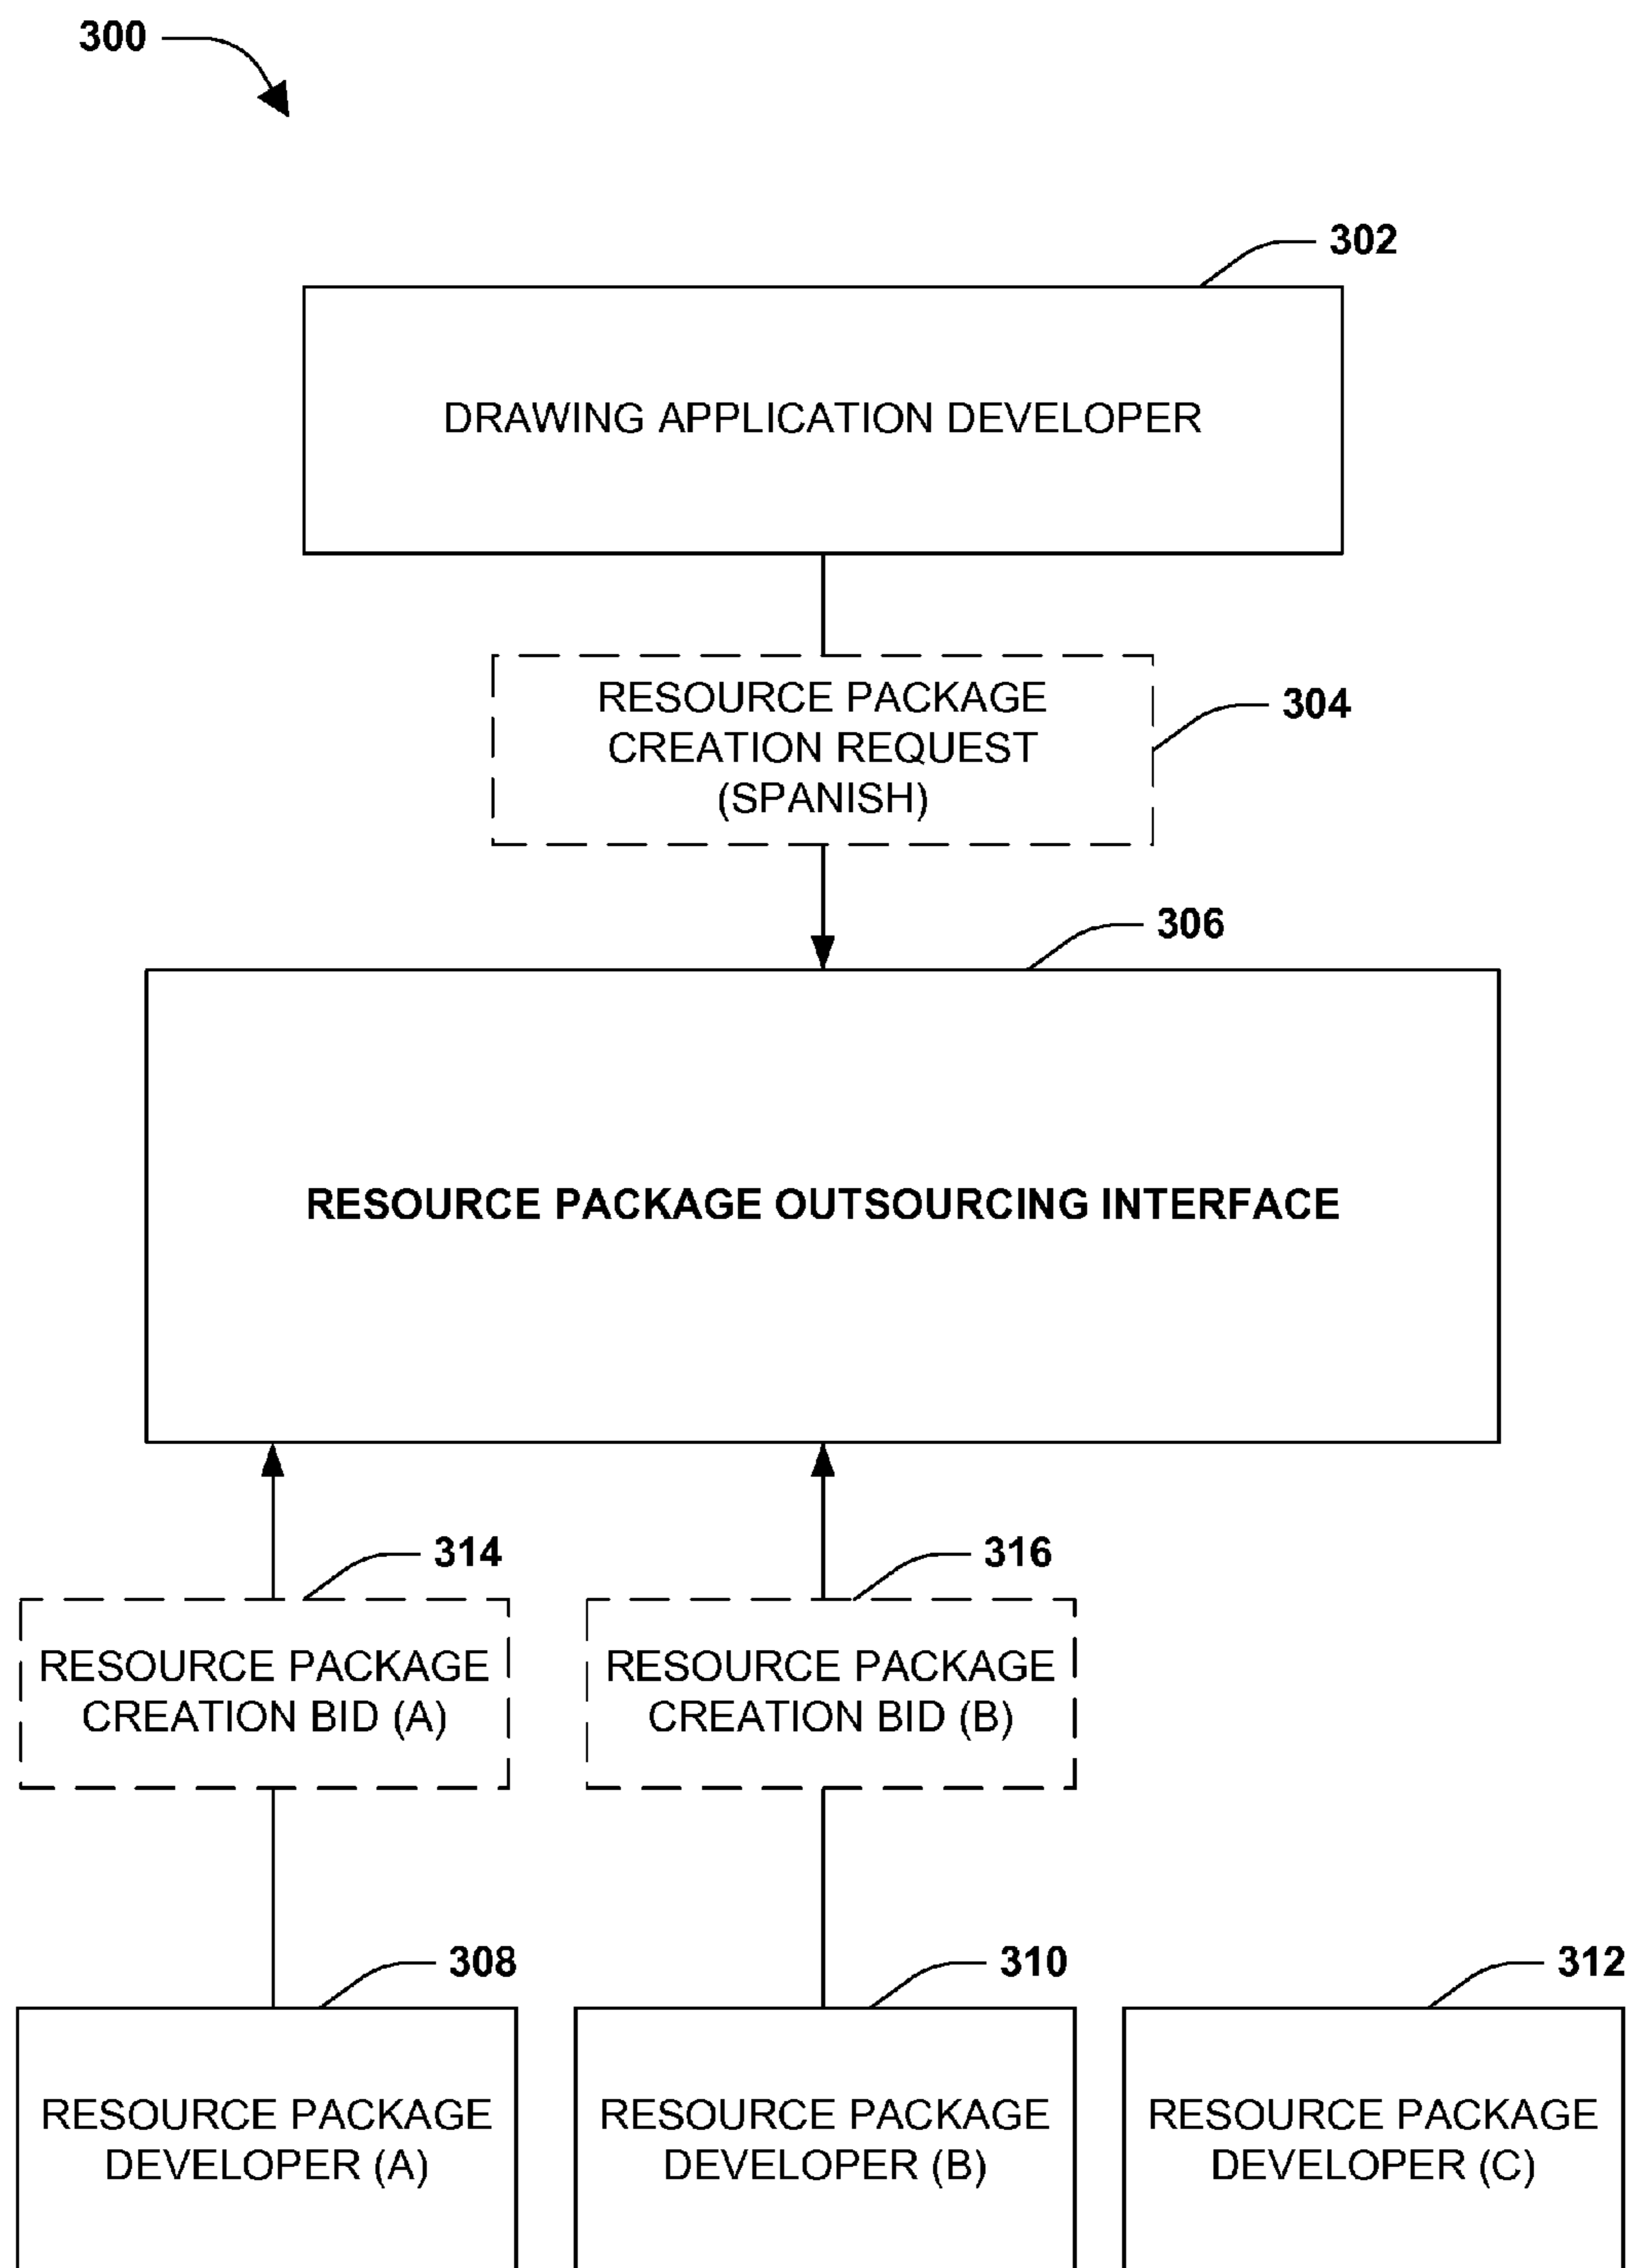 300
302
DRAWING APPLICATION DEVELOPER
RESOURCE PACKAGE
CREATION REQUEST
(SPANISH)
304
306
RESOURCE PACKAGE OUTSOURCING INTERFACE
314
316
RESOURCE PACKAGE
CREATION BID (A)
RESOURCE PACKAGE
CREATION BID (B)
308
310
312
RESOURCE PACKAGE
DEVELOPER (A)
RESOURCE PACKAGE
DEVELOPER (B)
RESOURCE PACKAGE
DEVELOPER (C)